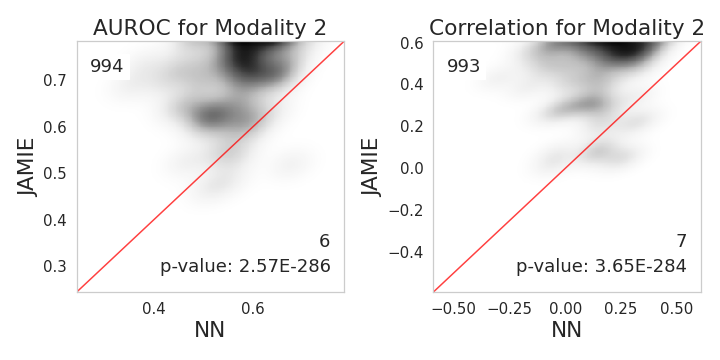 AUROC for Modality 2
994
0.7
0.6
0.5
0.4
0.3
JAMIE
6
p-value: 2.57E-286
0.4 0.6
NN
Correlation for Modality 2
993
0.6
0.4
0.2
0.0
−0.2
−0.4
JAMIE
7
p-value: 3.65E-284
−0.50 −0.25 0.00 0.25 0.50
NN